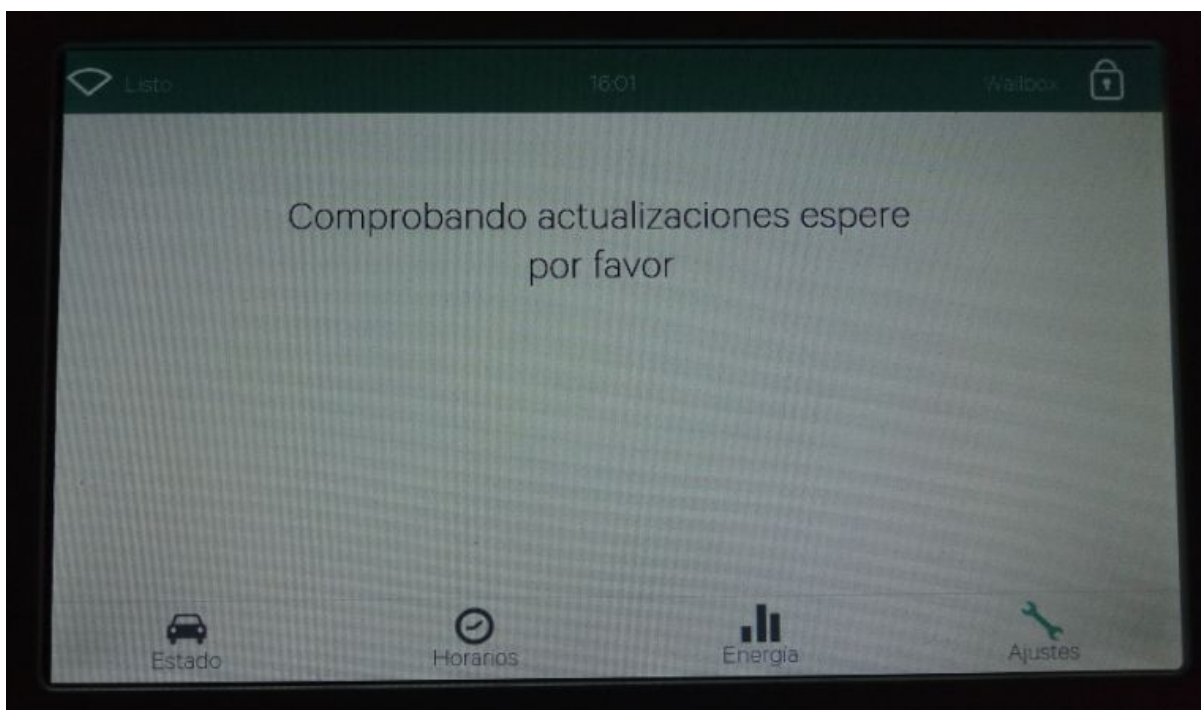 Listo 16:01 Wallbox
Comprobando actualizaciones espere
por favor
Estado Horarios Energía Ajustes